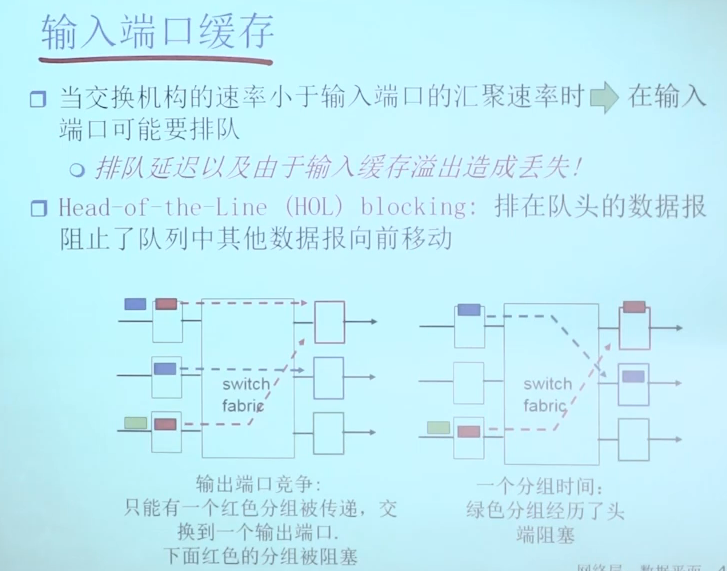 输入端口缓存
当交换机构的速率小于输入端口的汇聚速率时 在输入
端口可能要排队
排队延迟以及由于输入缓存溢出造成丢失!
Head-of-the-Line (HOL) blocking: 排在队头的数据报
阻止了队列中其他数据报向前移动
switch
fabric
switch
fabric
输出端口竞争:
只能有一个红色分组被传递，交
换到一个输出端口.
下面红色的分组被阻塞
一个分组时间:
绿色分组经历了头
端阻塞
网络层 数据平面